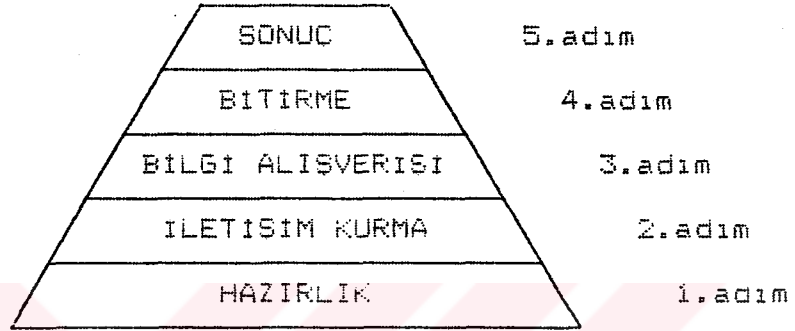 SONUÇ 5.adım
BİTİRME 4.adım
BİLGİ ALIŞVERİŞİ 3.adım
İLETİŞİM KURMA 2.adım
HAZIRLIK 1.adım